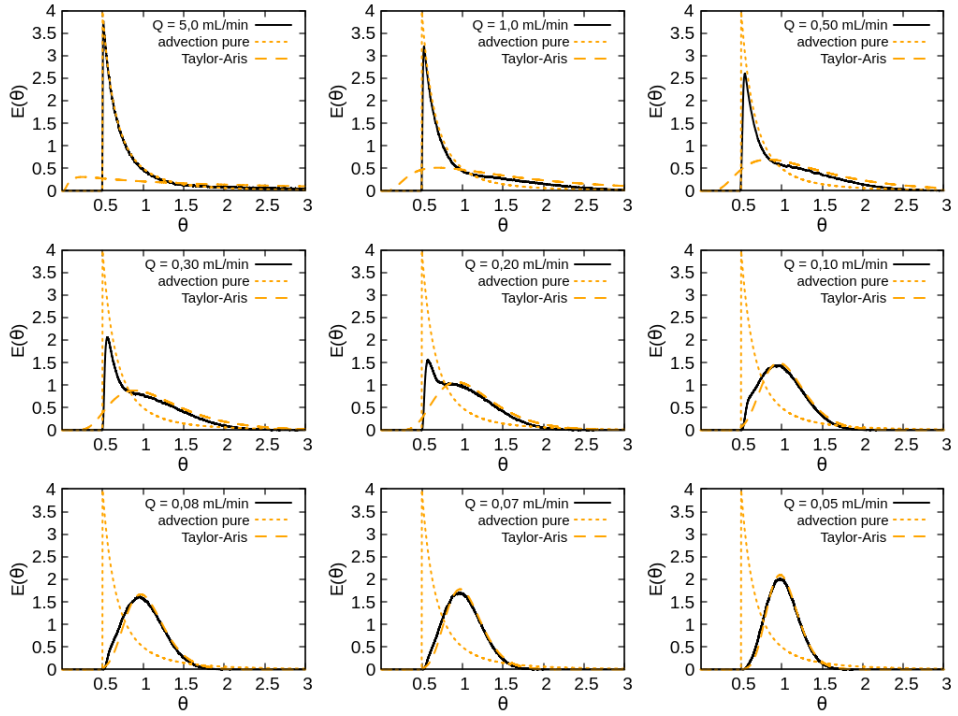 Q = 5,0 mL/min
advection pure
Taylor-Aris
E(θ)
4
3.5
3
2.5
2
1.5
1
0.5
0
0.5 1 1.5 2 2.5 3
θ
Q = 1,0 mL/min
advection pure
Taylor-Aris
E(θ)
4
3.5
3
2.5
2
1.5
1
0.5
0
0.5 1 1.5 2 2.5 3
θ
Q = 0,50 mL/min
advection pure
Taylor-Aris
E(θ)
4
3.5
3
2.5
2
1.5
1
0.5
0
0.5 1 1.5 2 2.5 3
θ
Q = 0,30 mL/min
advection pure
Taylor-Aris
E(θ)
4
3.5
3
2.5
2
1.5
1
0.5
0
0.5 1 1.5 2 2.5 3
θ
Q = 0,20 mL/min
advection pure
Taylor-Aris
E(θ)
4
3.5
3
2.5
2
1.5
1
0.5
0
0.5 1 1.5 2 2.5 3
θ
Q = 0,10 mL/min
advection pure
Taylor-Aris
E(θ)
4
3.5
3
2.5
2
1.5
1
0.5
0
0.5 1 1.5 2 2.5 3
θ
Q = 0,08 mL/min
advection pure
Taylor-Aris
E(θ)
4
3.5
3
2.5
2
1.5
1
0.5
0
0.5 1 1.5 2 2.5 3
θ
Q = 0,07 mL/min
advection pure
Taylor-Aris
E(θ)
4
3.5
3
2.5
2
1.5
1
0.5
0
0.5 1 1.5 2 2.5 3
θ
Q = 0,05 mL/min
advection pure
Taylor-Aris
E(θ)
4
3.5
3
2.5
2
1.5
1
0.5
0
0.5 1 1.5 2 2.5 3
θ